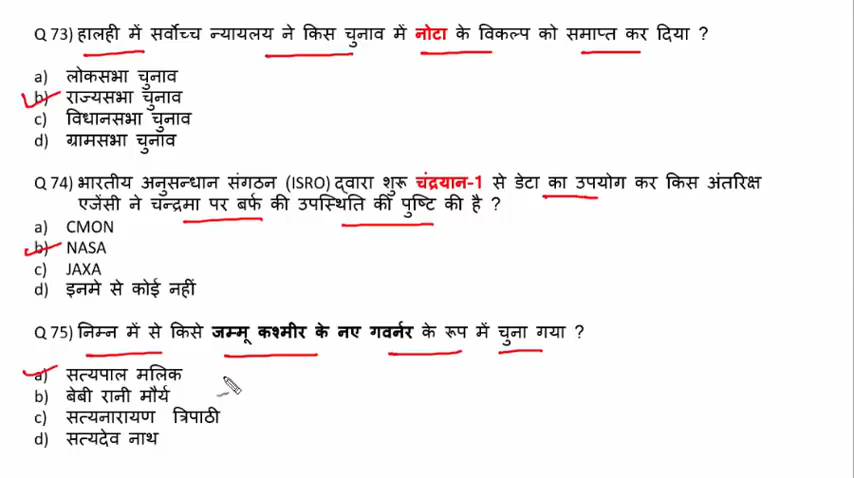 Q 73) हालही में सर्वोच्च न्यायलय ने किस चुनाव में नोटा के विकल्प को समाप्त कर दिया ?
a) लोकसभा चुनाव
b) राज्यसभा चुनाव
c) विधानसभा चुनाव
d) ग्रामसभा चुनाव
Q 74) भारतीय अनुसन्धान संगठन (ISRO) द्वारा शुरू चंद्रयान-1 से डेटा का उपयोग कर किस अंतरिक्ष
एजेंसी ने चन्द्रमा पर बर्फ की उपस्थिति की पुष्टि की है ?
a) CMON
b) NASA
c) JAXA
d) इनमे से कोई नहीं
Q 75) निम्न में से किसे जम्मू कश्मीर के नए गवर्नर के रूप में चुना गया ?
a) सत्यपाल मलिक
b) बेबी रानी मौर्य
c) सत्यनारायण त्रिपाठी
d) सत्यदेव नाथ